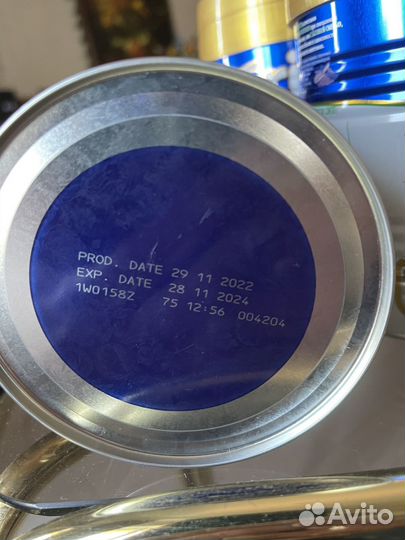 PROD. DATE 29 11 2022
EXP. DATE 28 11 2024
1W0158Z 75 12:56 004204
Avito